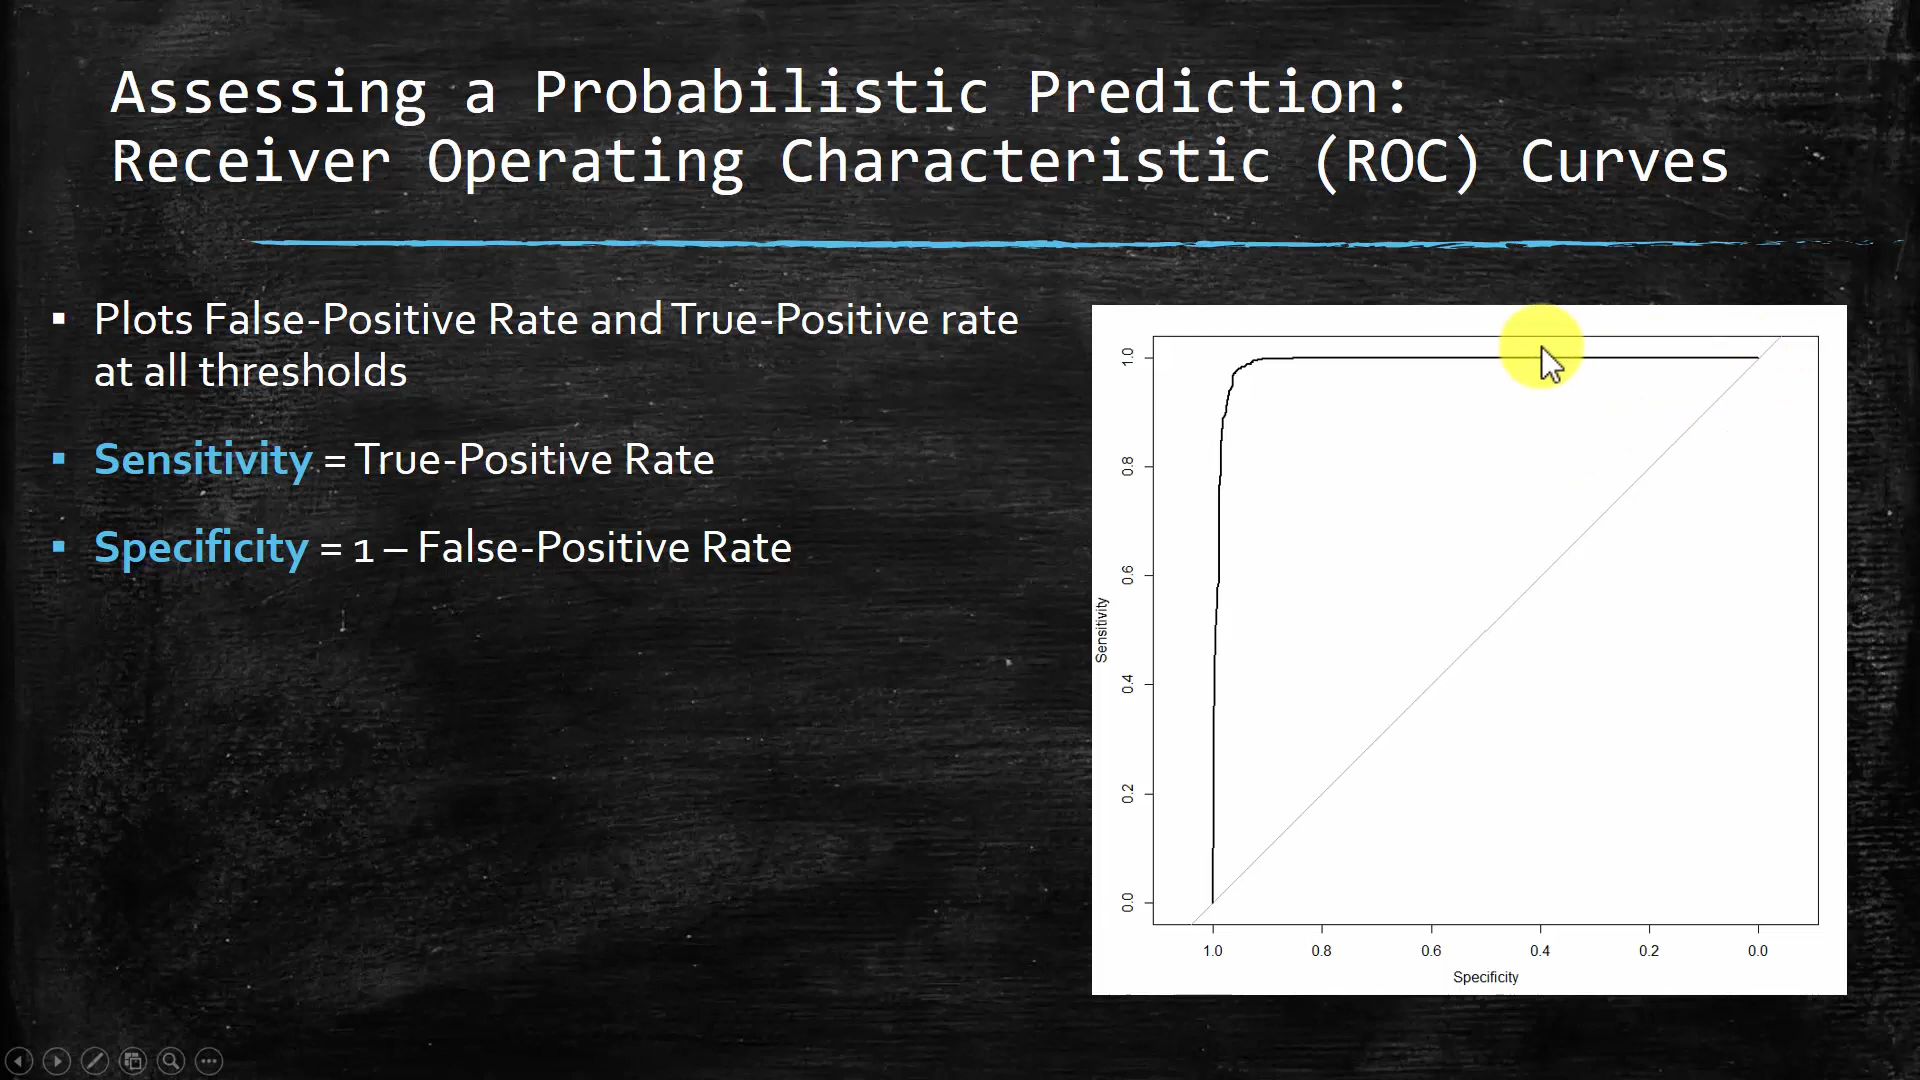 Assessing a Probabilistic Prediction:
Receiver Operating Characteristic (ROC) Curves
▪ Plots False-Positive Rate and True-Positive rate
at all thresholds
▪ Sensitivity = True-Positive Rate
▪ Specificity = 1 – False-Positive Rate
1.0
0.8
0.6
0.4
0.2
0.0
Sensitivity
1.0 0.8 0.6 0.4 0.2 0.0
Specificity